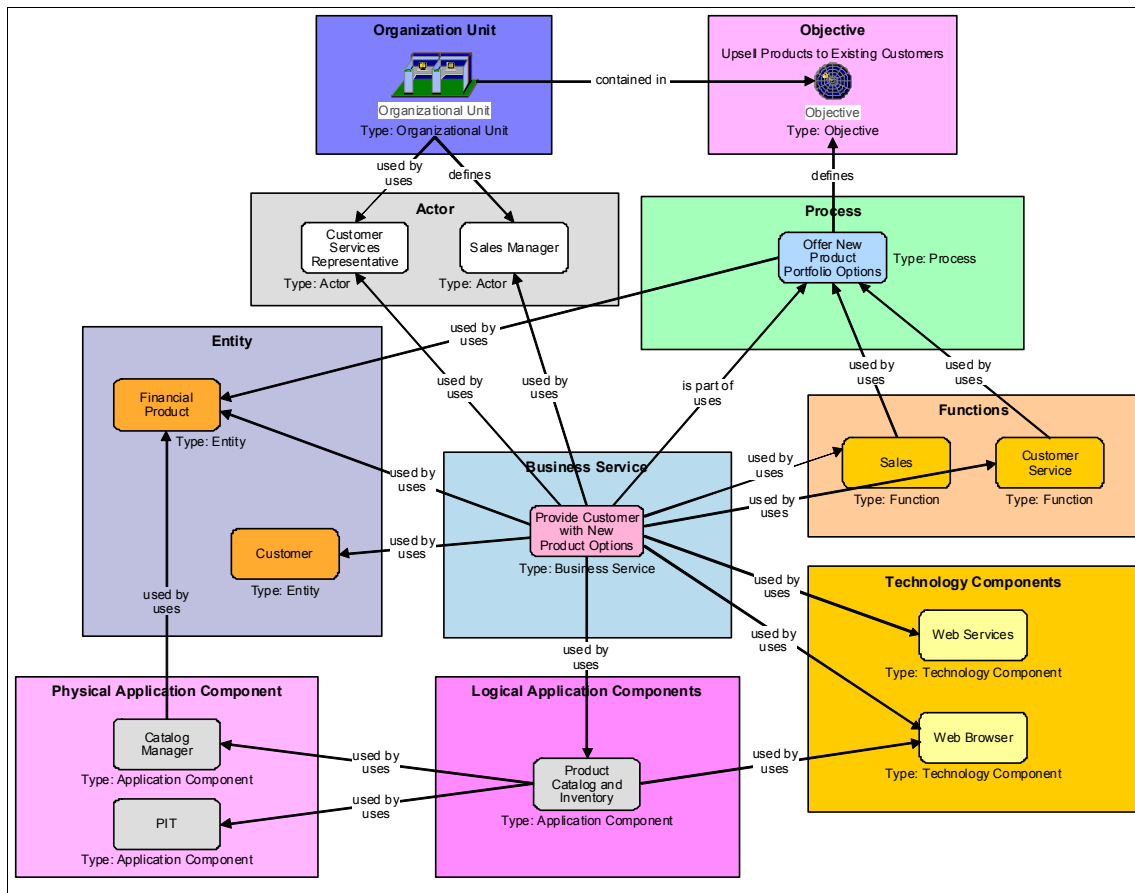 Organization Unit
Organizational Unit
Type: Organizational Unit
contained in
Objective
Upsell Products to Existing Customers
Objective
Type: Objective
used by
uses
defines
defines
Actor
Customer
Services
Representative
Type: Actor
Sales Manager
Type: Actor
Process
Offer New
Product
Portfolio Options
Type: Process
used by
uses
used by
uses
used by
uses
is part of
uses
used by
uses
used by
uses
Entity
Financial
Product
Type: Entity
Customer
Type: Entity
used by
uses
used by
uses
used by
uses
Business Service
Provide Customer
with New
Product Options
Type: Business Service
used by
uses
used by
uses
Functions
Sales
Type: Function
Customer
Service
Type: Function
used by
uses
used by
uses
Technology Components
Web Services
Type: Technology Component
Web Browser
Type: Technology Component
used by
uses
Physical Application Component
Catalog
Manager
Type: Application Component
PIT
Type: Application Component
used by
uses
used by
uses
Logical Application Components
Product
Catalog and
Inventory
Type: Application Component
used by
uses